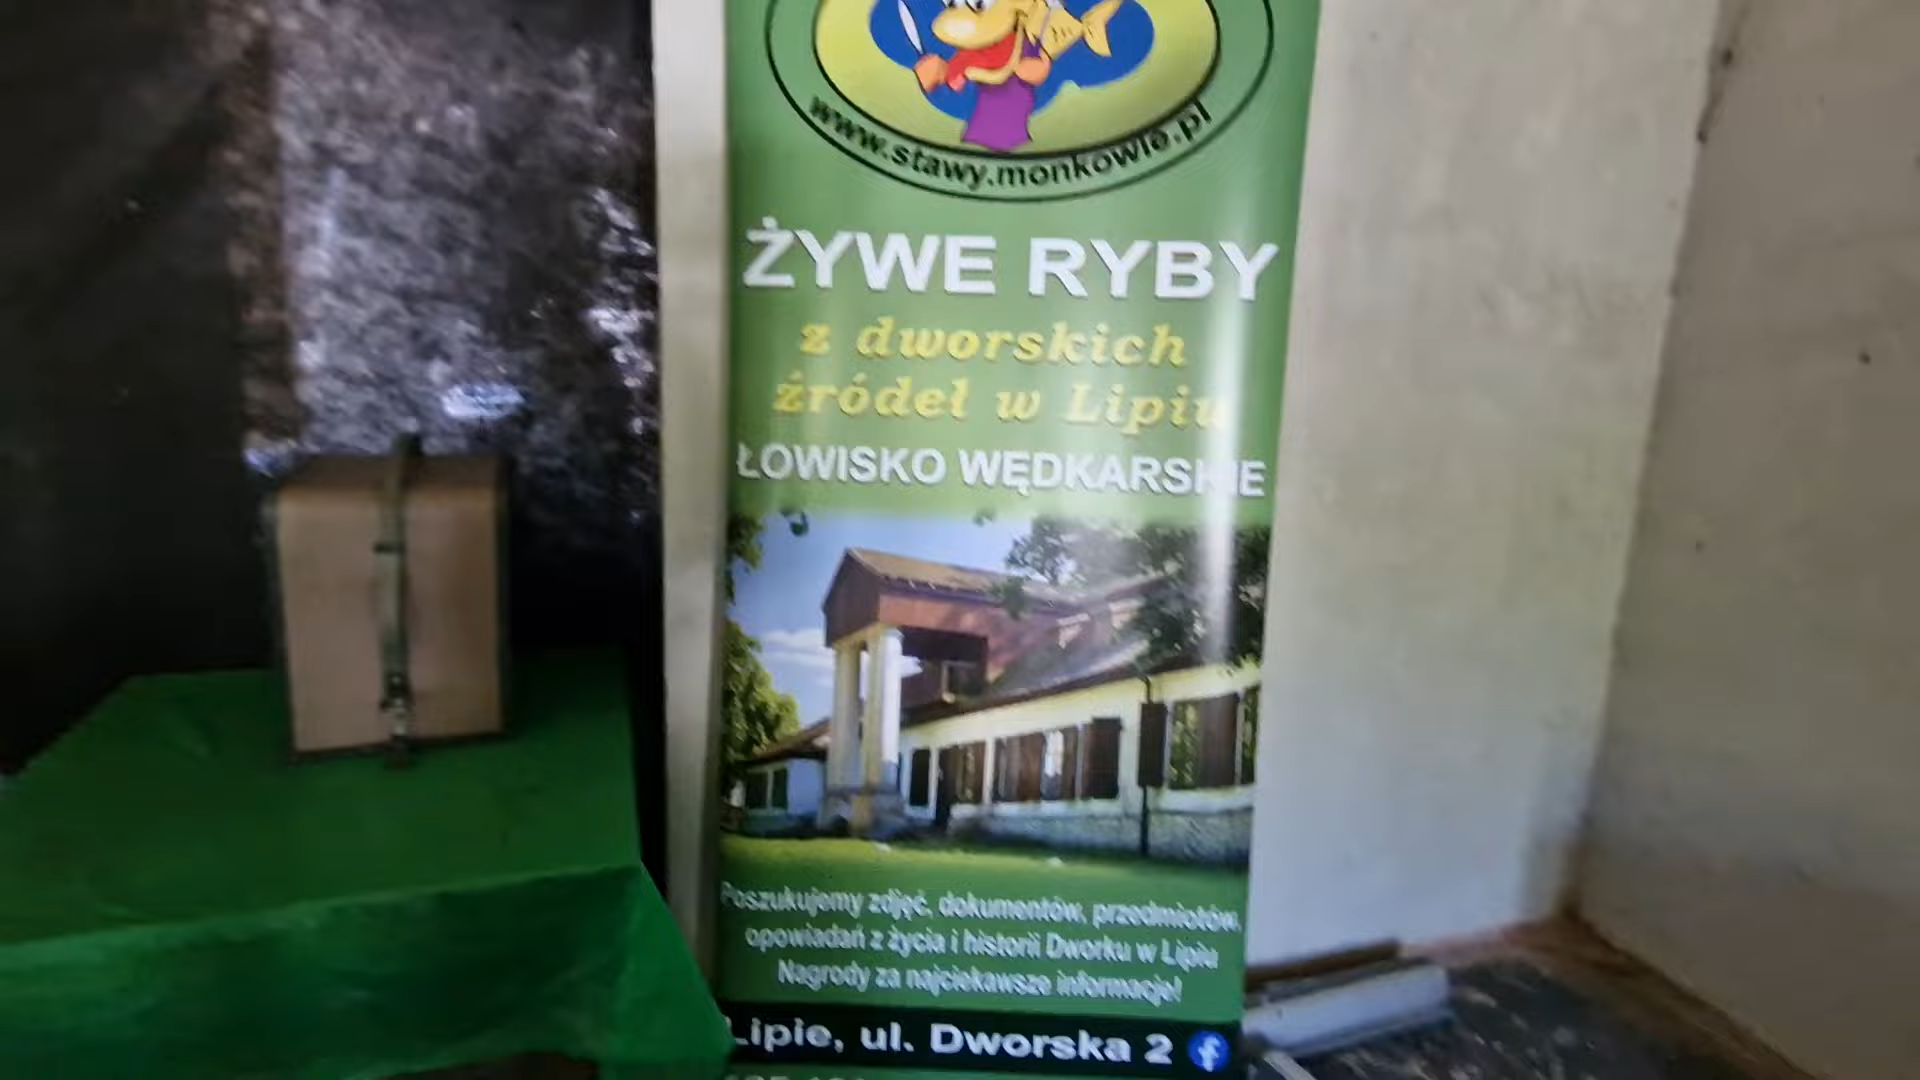 www.stawy.monkowie.pl
ŻYWE RYBY
z dworskich
źródeł w Lipiu
ŁOWISKO WĘDKARSKIE
Poszukujemy zdjęć, dokumentów, przedmiotów,
opowiadań z życia i historii Dworku w Lipiu
Nagrody za najciekawsze informacje!
Lipie, ul. Dworska 2